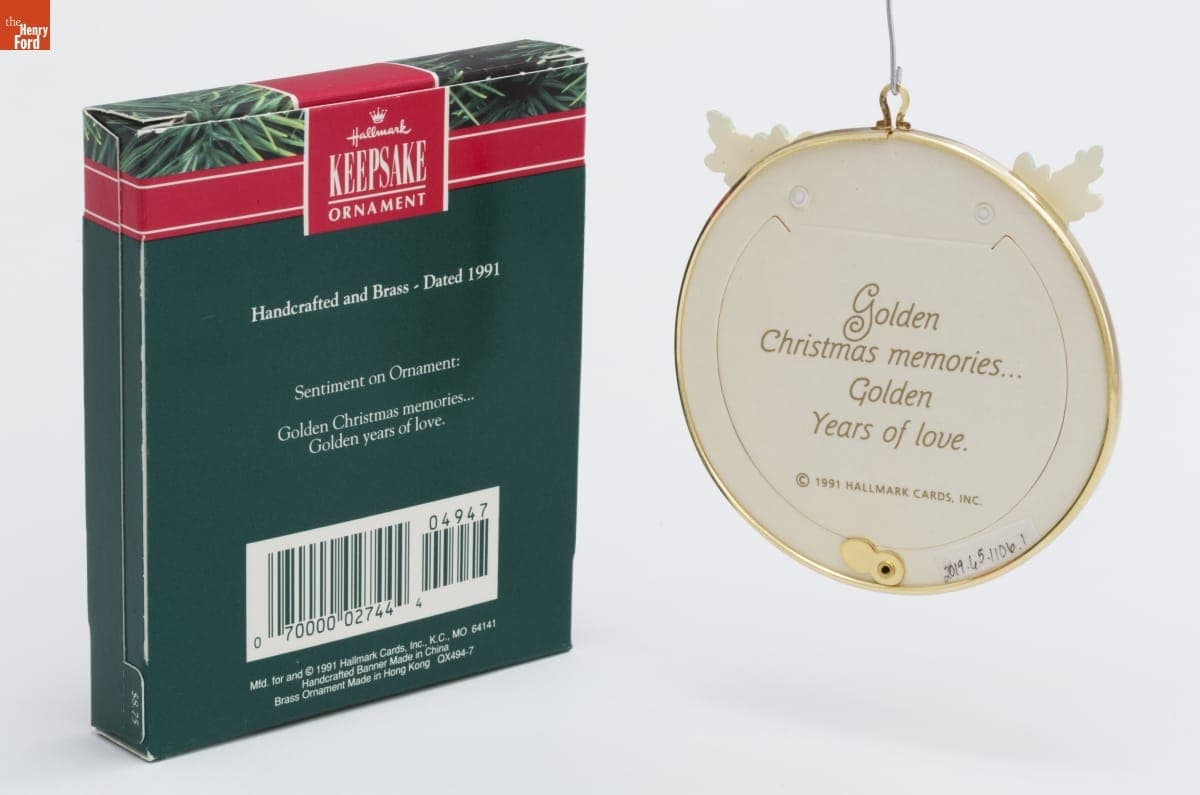 the
Henry
Ford
Hallmark
KEEPSAKE
ORNAMENT
Handcrafted and Brass - Dated 1991
Sentiment on Ornament:
Golden Christmas memories...
Golden years of love.
04947
0 70000 02744 4
Mfd. for and © 1991 Hallmark Cards, Inc., K.C., MO 64141
Handcrafted Banner Made in China
Brass Ornament Made in Hong Kong QX494-7
$8.75
Golden
Christmas memories...
Golden
Years of love.
© 1991 HALLMARK CARDS, INC.
2019.65.1106.1